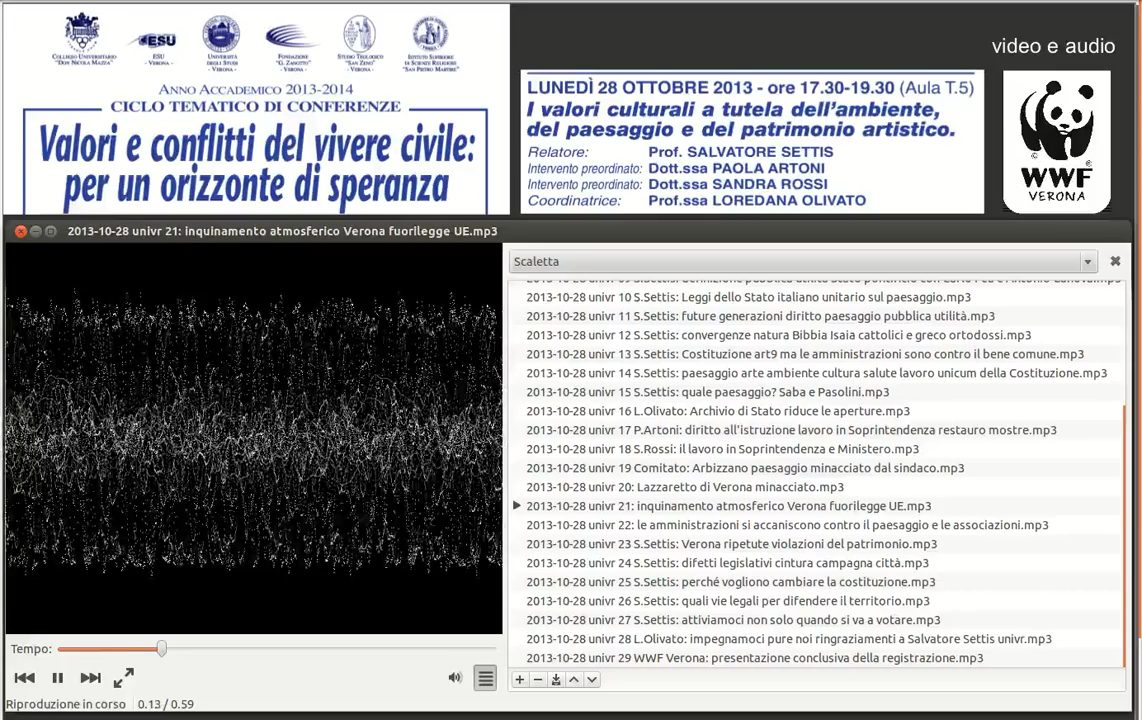 COLLEGIO UNIVERSITARIO
"DON NICOLA MAZZA"
ESU
- VERONA -
UNIVERSITÀ
DEGLI STUDI
- VERONA -
FONDAZIONE
"G. ZANOTTO"
- VERONA -
STUDIO TEOLOGICO
"SAN ZENO"
- VERONA -
ISTITUTO SUPERIORE
DI SCIENZE RELIGIOSE
"SAN PIETRO MARTIRE"
ANNO ACCADEMICO 2013-2014
CICLO TEMATICO DI CONFERENZE
Valori e conflitti del vivere civile:
per un orizzonte di speranza
video e audio
LUNEDÌ 28 OTTOBRE 2013 - ore 17.30-19.30 (Aula T.5)
I valori culturali a tutela dell'ambiente,
del paesaggio e del patrimonio artistico.
Relatore: Prof. SALVATORE SETTIS
Intervento preordinato: Dott.ssa PAOLA ARTONI
Intervento preordinato: Dott.ssa SANDRA ROSSI
Coordinatrice: Prof.ssa LOREDANA OLIVATO
© ®
WWF
VERONA
2013-10-28 univr 21: inquinamento atmosferico Verona fuorilegge UE.mp3
Scaletta
2013-10-28 univr 10 S.Settis: Leggi dello Stato italiano unitario sul paesaggio.mp3
2013-10-28 univr 11 S.Settis: future generazioni diritto paesaggio pubblica utilità.mp3
2013-10-28 univr 12 S.Settis: convergenze natura Bibbia Isaia cattolici e greco ortodossi.mp3
2013-10-28 univr 13 S.Settis: Costituzione art9 ma le amministrazioni sono contro il bene comune.mp3
2013-10-28 univr 14 S.Settis: paesaggio arte ambiente cultura salute lavoro unicum della Costituzione.mp3
2013-10-28 univr 15 S.Settis: quale paesaggio? Saba e Pasolini.mp3
2013-10-28 univr 16 L.Olivato: Archivio di Stato riduce le aperture.mp3
2013-10-28 univr 17 P.Artoni: diritto all'istruzione lavoro in Soprintendenza restauro mostre.mp3
2013-10-28 univr 18 S.Rossi: il lavoro in Soprintendenza e Ministero.mp3
2013-10-28 univr 19 Comitato: Arbizzano paesaggio minacciato dal sindaco.mp3
2013-10-28 univr 20: Lazzaretto di Verona minacciato.mp3
2013-10-28 univr 21: inquinamento atmosferico Verona fuorilegge UE.mp3
2013-10-28 univr 22: le amministrazioni si accaniscono contro il paesaggio e le associazioni.mp3
2013-10-28 univr 23 S.Settis: Verona ripetute violazioni del patrimonio.mp3
2013-10-28 univr 24 S.Settis: difetti legislativi cintura campagna città.mp3
2013-10-28 univr 25 S.Settis: perché vogliono cambiare la costituzione.mp3
2013-10-28 univr 26 S.Settis: quali vie legali per difendere il territorio.mp3
2013-10-28 univr 27 S.Settis: attiviamoci non solo quando si va a votare.mp3
2013-10-28 univr 28 L.Olivato: impegnamoci pure noi ringraziamenti a Salvatore Settis univr.mp3
2013-10-28 univr 29 WWF Verona: presentazione conclusiva della registrazione.mp3
Tempo:
Riproduzione in corso 0.13 / 0.59